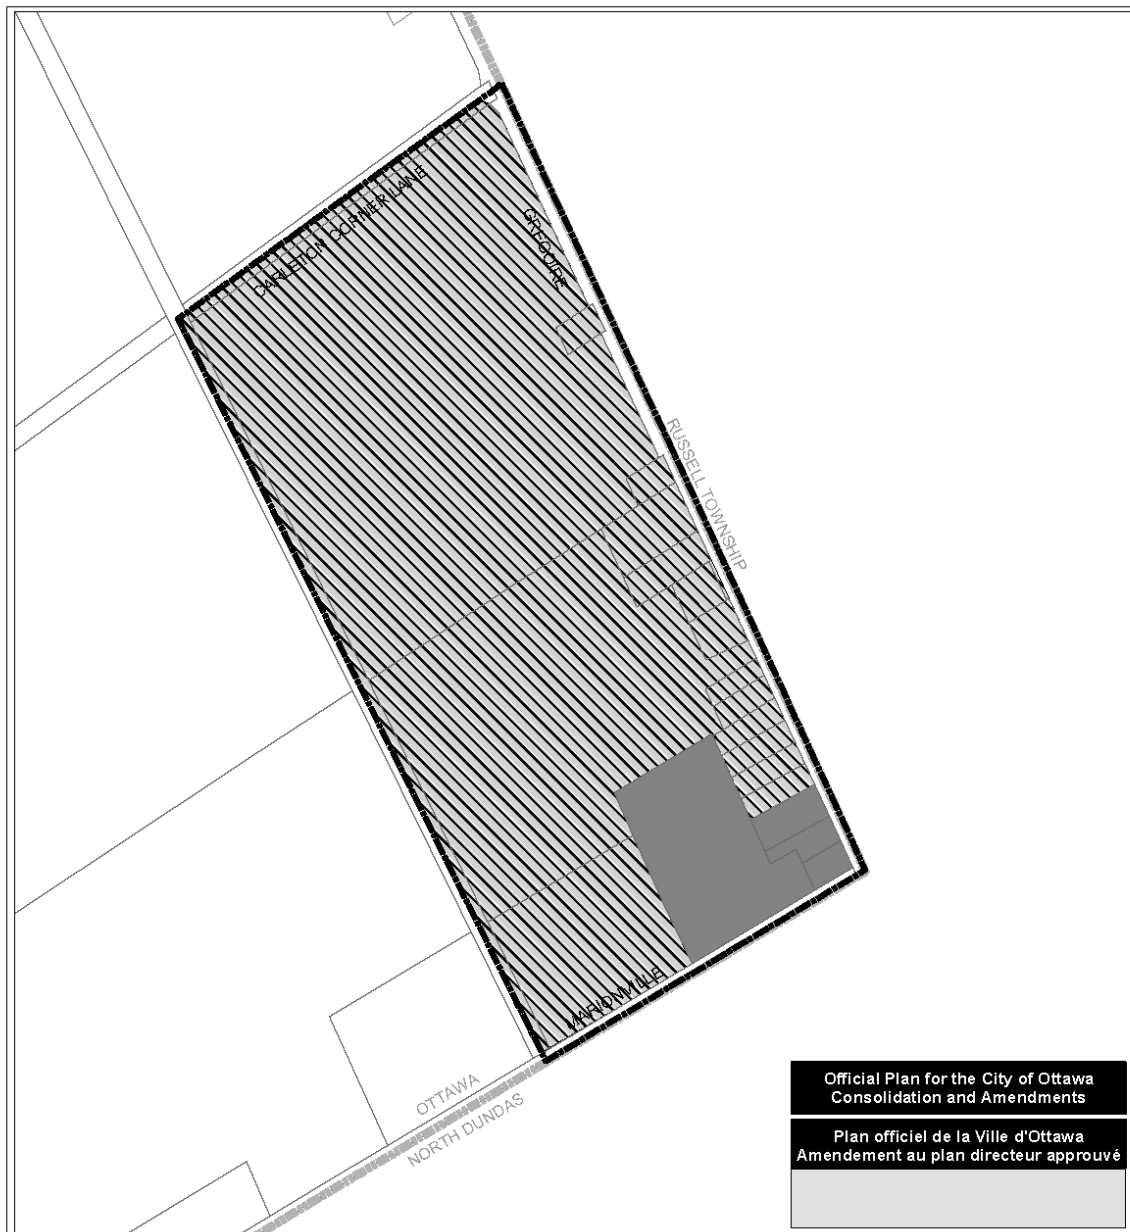 CARLETON CORNER LANE
GREGOIRE
RUSSELL TOWNSHIP
MARIONVILLE
OTTAWA
NORTH DUNDAS
Official Plan for the City of Ottawa
Consolidation and Amendments
Plan officiel de la Ville d'Ottawa
Amendement au plan directeur approuvé